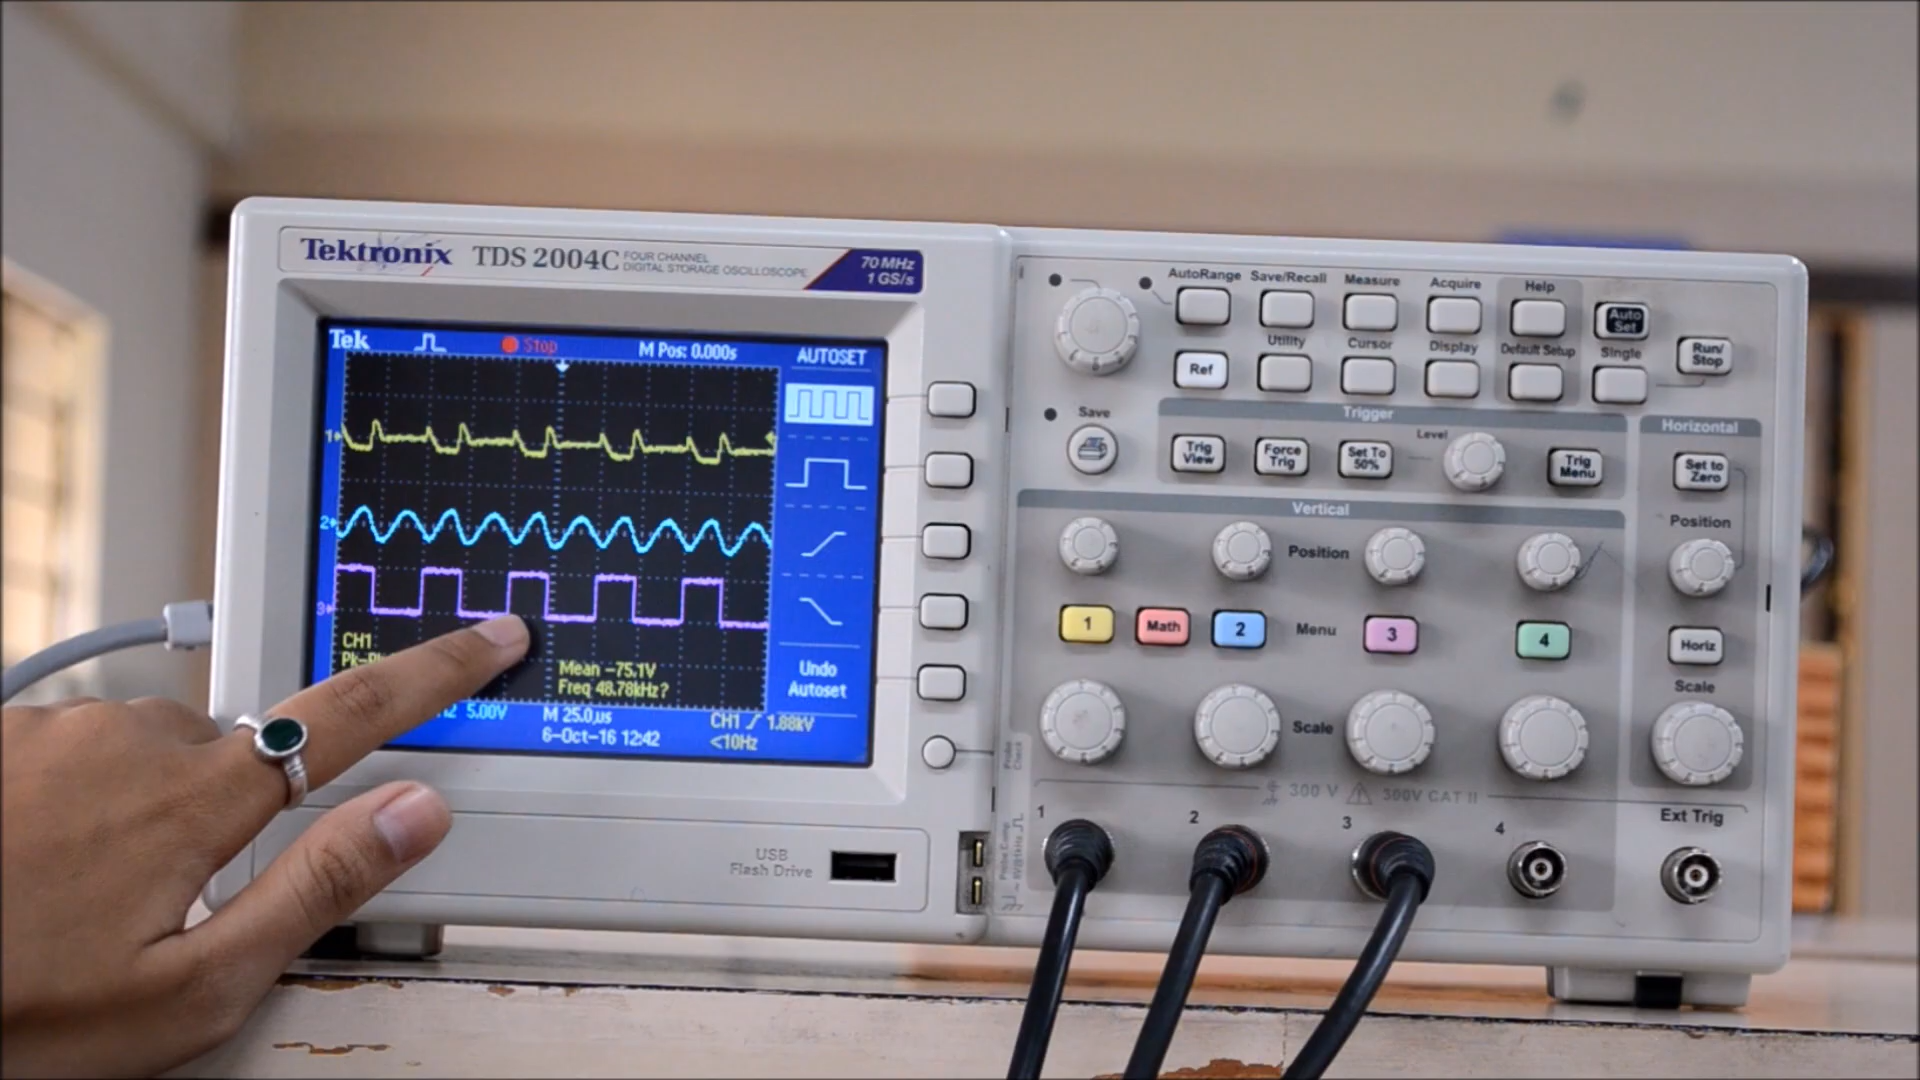 Tektronix TDS 2004C FOUR CHANNEL DIGITAL STORAGE OSCILLOSCOPE
70 MHz
1 GS/s
Tek Stop M Pos: 0.000s AUTOSET
1
2
3
CH1
Mean -75.1V
Freq 48.78kHz?
Undo
Autoset
5.00V M 25.0µs CH1 1.88kV
6-Oct-16 12:42 <10Hz
USB
Flash Drive
AutoRange Save/Recall Measure Acquire Help
Auto
Set
Utility Cursor Display Default Setup Single
Run/
Stop
Ref
Save
Trigger
Trig
View
Force
Trig
Set To
50%
Level
Trig
Menu
Horizontal
Set to
Zero
Position
Vertical
Position
1 Math 2 Menu 3 4
Horiz
Scale
Scale
300 V 300V CAT II
Probe
Check
1 2 3 4 Ext Trig